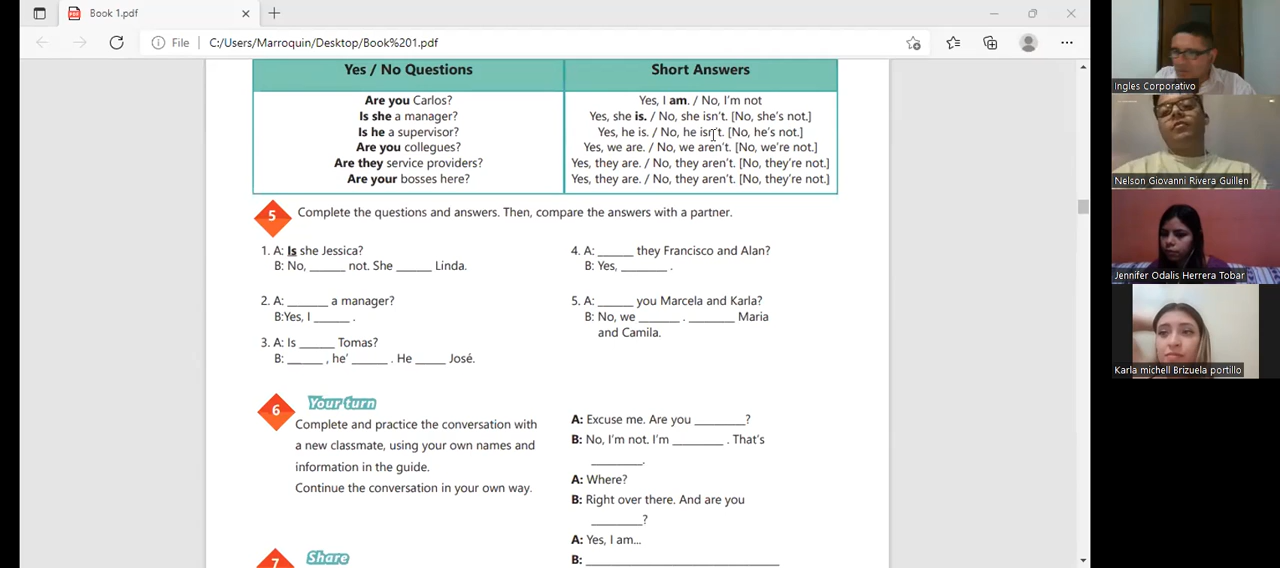 Book 1.pdf
File
C:/Users/Marroquin/Desktop/Book%201.pdf
Yes / No Questions
Short Answers
Are you Carlos?
Yes, I am. / No, I'm not
Is she a manager?
Yes, she is. / No, she isn't. [No, she's not.]
Is he a supervisor?
Yes, he is. / No, he isn't. [No, he's not.]
Are you collegues?
Yes, we are. / No, we aren't. [No, we're not.]
Are they service providers?
Yes, they are. / No, they aren't. [No, they're not.]
Are your bosses here?
Yes, they are. / No, they aren't. [No, they're not.]
5
Complete the questions and answers. Then, compare the answers with a partner.
1. A: Is she Jessica?
B: No, ______ not. She ______ Linda.
2. A: _______ a manager?
B:Yes, I ______ .
3. A: Is ______ Tomas?
B: ______ , he' ______ . He _____ José.
4. A: ______ they Francisco and Alan?
B: Yes, ________ .
5. A: ______ you Marcela and Karla?
B: No, we _______ . ________ Maria
and Camila.
6
Your turn
Complete and practice the conversation with
a new classmate, using your own names and
information in the guide.
Continue the conversation in your own way.
A: Excuse me. Are you _________?
B: No, I'm not. I'm _________ . That's
_________.
A: Where?
B: Right over there. And are you
_________?
A: Yes, I am...
B: __________________________________
7
Share
Ingles Corporativo
Nelson Giovanni Rivera Guillen
Jennifer Odalis Herrera Tobar
Karla michell Brizuela portillo